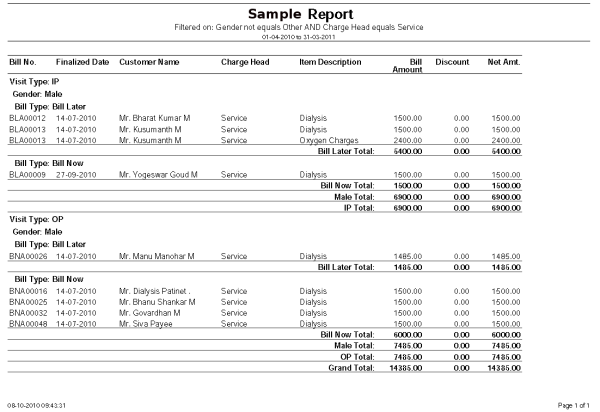 Sample Report
Filtered on: Gender not equals Other AND Charge Head equals Service
01-04-2010 to 31-03-2011
Bill No. Finalized Date Customer Name Charge Head Item Description Bill Amount Discount Net Amt.
Visit Type: IP
Gender: Male
Bill Type: Bill Later
BLA00012 14-07-2010 Mr. Bharat Kumar M Service Dialysis 1500.00 0.00 1500.00
BLA00013 14-07-2010 Mr. Kusumanth M Service Dialysis 1500.00 0.00 1500.00
BLA00013 14-07-2010 Mr. Kusumanth M Service Oxygen Charges 2400.00 0.00 2400.00
Bill Later Total: 5400.00 0.00 5400.00
Bill Type: Bill Now
BLA00009 27-09-2010 Mr. Yogeswar Goud M Service Dialysis 1500.00 0.00 1500.00
Bill Now Total: 1500.00 0.00 1500.00
Male Total: 6900.00 0.00 6900.00
IP Total: 6900.00 0.00 6900.00
Visit Type: OP
Gender: Male
Bill Type: Bill Later
BNA00026 14-07-2010 Mr. Manu Manohar M Service Dialysis 1485.00 0.00 1485.00
Bill Later Total: 1485.00 0.00 1485.00
Bill Type: Bill Now
BNA00016 14-07-2010 Mr. Dialysis Patinet . Service Dialysis 1500.00 0.00 1500.00
BNA00025 14-07-2010 Mr. Bhanu Shankar M Service Dialysis 1500.00 0.00 1500.00
BNA00032 14-07-2010 Mr. Govardhan M Service Dialysis 1500.00 0.00 1500.00
BNA00048 14-07-2010 Mr. Siva Payee Service Dialysis 1500.00 0.00 1500.00
Bill Now Total: 6000.00 0.00 6000.00
Male Total: 7485.00 0.00 7485.00
OP Total: 7485.00 0.00 7485.00
Grand Total: 14385.00 0.00 14385.00
08-10-2010 09:43:31 Page 1 of 1